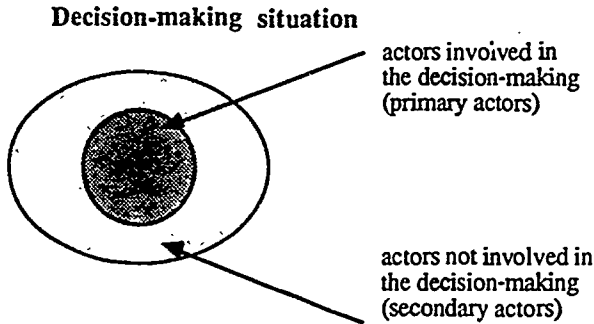 Decision-making situation
actors invoived in
the decision-making
(primary actors)
actors not involved in
the decision-making
(secondary actors)